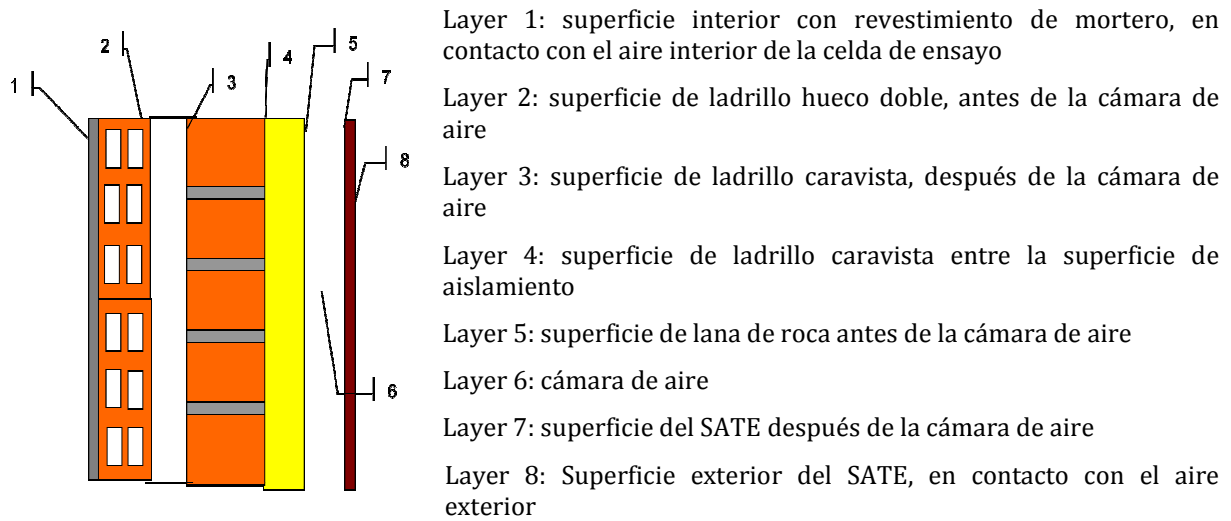 1
2
3
4
5
7
8
6
Layer 1: superficie interior con revestimiento de mortero, en
contacto con el aire interior de la celda de ensayo
Layer 2: superficie de ladrillo hueco doble, antes de la cámara de
aire
Layer 3: superficie de ladrillo caravista, después de la cámara de
aire
Layer 4: superficie de ladrillo caravista entre la superficie de
aislamiento
Layer 5: superficie de lana de roca antes de la cámara de aire
Layer 6: cámara de aire
Layer 7: superficie del SATE después de la cámara de aire
Layer 8: Superficie exterior del SATE, en contacto con el aire
exterior